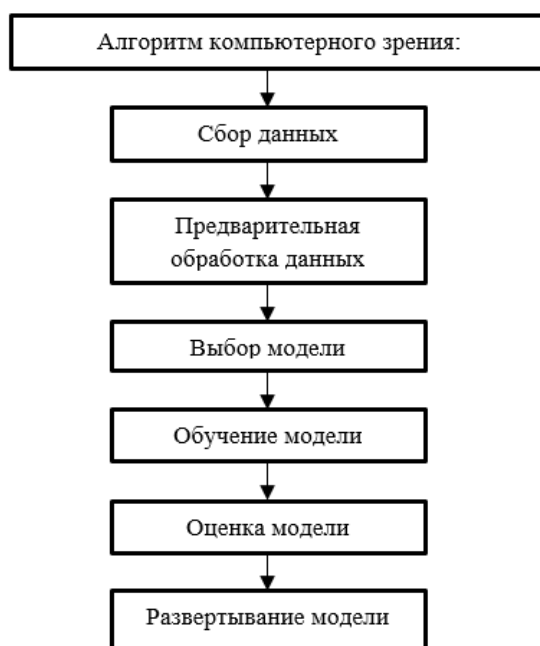 Алгоритм компьютерного зрения:
Сбор данных
Предварительная
обработка данных
Выбор модели
Обучение модели
Оценка модели
Развертывание модели